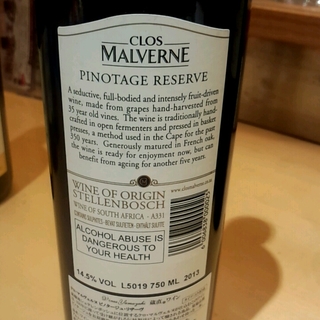 CLOS
MALVERNE
PINOTAGE RESERVE
A seductive, full-bodied and intensely fruit-driven
wine, made from grapes hand-harvested from
35 year old vines. The wine is traditionally hand-
crafted in open fermenters and pressed in basket
presses, a method used in the Cape for the past
350 years. Generously matured in French oak,
the wine is ready for enjoyment now, but can
benefit from ageing for another five years.
WINE OF ORIGIN
STELLENBOSCH
WINE OF SOUTH AFRICA - A331
ALCOHOL ABUSE IS
DANGEROUS TO
YOUR HEALTH
14.5% VOL L5019 750 ML 2013